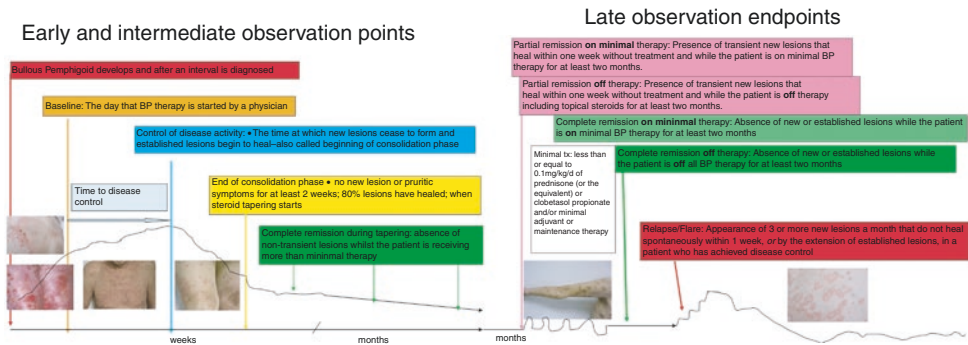 Early and intermediate observation points
Bullous Pemphigoid develops and after an interval is diagnosed
Baseline: The day that BP therapy is started by a physician
Control of disease activity: • The time at which new lesions cease to form and
established lesions begin to heal–also called beginning of consolidation phase
Time to disease
control
End of consolidation phase • no new lesion or pruritic
symptoms for at least 2 weeks; 80% lesions have healed; when
steroid tapering starts
Complete remission during tapering: absence of
non-transient lesions whilst the patient is receiving
more than mininmal therapy
weeks
months
Late observation endpoints
Partial remission on minimal therapy: Presence of transient new lesions that
heal within one week without treatment and while the patient is on minimal BP
therapy for at least two months.
Partial remission off therapy: Presence of transient new lesions that
heal within one week without treatment and while the patient is off therapy
including topical steroids for at least two months.
Complete remission on mininmal therapy: Absence of new or established lesions while the patient
is on minimal BP therapy for at least two months
Minimal tx: less than
or equal to
0.1mg/kg/d of
prednisone (or the
equivalent) or
clobetasol propionate
and/or minimal
adjuvant or
maintenance therapy
Complete remission off therapy: Absence of new or established lesions while
the patient is off all BP therapy for at least two months
Relapse/Flare: Appearance of 3 or more new lesions a month that do not heal
spontaneously within 1 week, or by the extension of established lesions, in a
patient who has achieved disease control
months